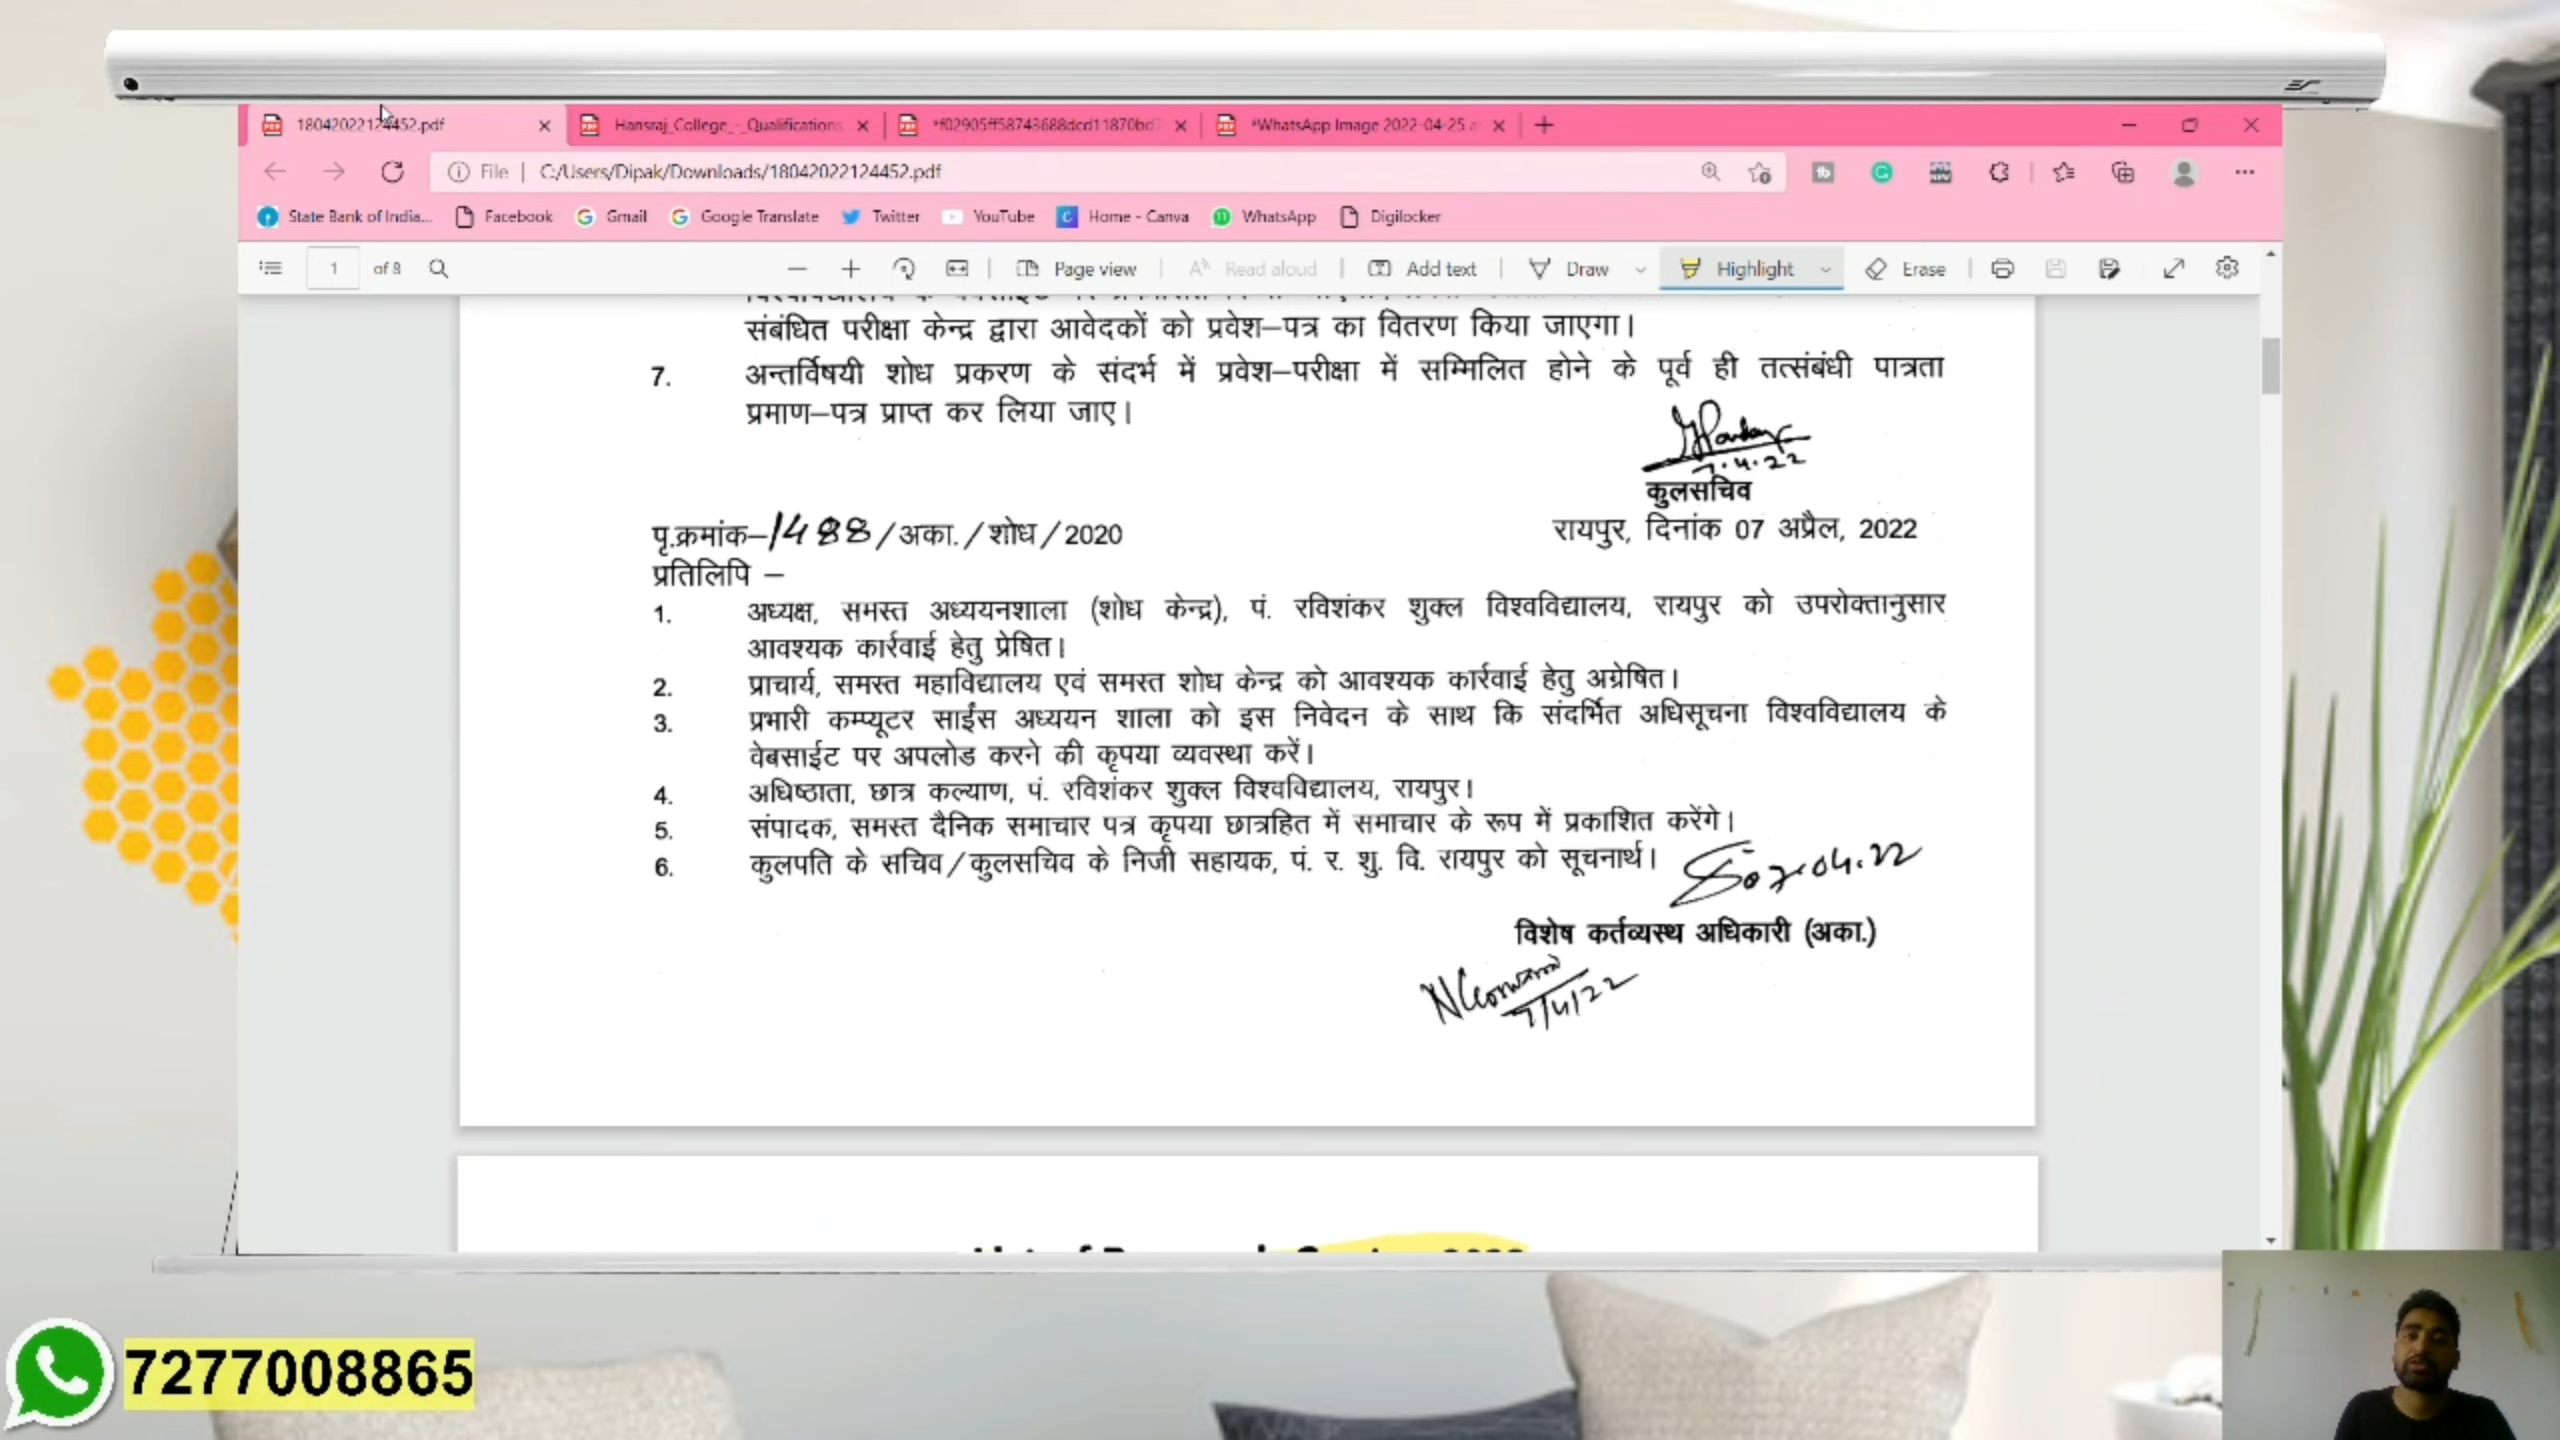 18042022124452.pdf
Hansraj_College_-_Qualifications
*f02905ff58743688dcd11870bd7
*WhatsApp Image 2022-04-25 a
File | C:/Users/Dipak/Downloads/18042022124452.pdf
State Bank of India...
Facebook
Gmail
Google Translate
Twitter
YouTube
Home - Canva
WhatsApp
Digilocker
1 of 8
Page view
Read aloud
Add text
Draw
Highlight
Erase
संबंधित परीक्षा केन्द्र द्वारा आवेदकों को प्रवेश–पत्र का वितरण किया जाएगा।
7. अन्तर्विषयी शोध प्रकरण के संदर्भ में प्रवेश–परीक्षा में सम्मिलित होने के पूर्व ही तत्संबंधी पात्रता
प्रमाण–पत्र प्राप्त कर लिया जाए।
7.4.22
कुलसचिव
पृ.क्रमांक–1488/अका./शोध/2020
रायपुर, दिनांक 07 अप्रैल, 2022
प्रतिलिपि –
1. अध्यक्ष, समस्त अध्ययनशाला (शोध केन्द्र), पं. रविशंकर शुक्ल विश्वविद्यालय, रायपुर को उपरोक्तानुसार
आवश्यक कार्रवाई हेतु प्रेषित।
2. प्राचार्य, समस्त महाविद्यालय एवं समस्त शोध केन्द्र को आवश्यक कार्रवाई हेतु अग्रेषित।
3. प्रभारी कम्प्यूटर साईंस अध्ययन शाला को इस निवेदन के साथ कि संदर्भित अधिसूचना विश्वविद्यालय के
वेबसाईट पर अपलोड करने की कृपया व्यवस्था करें।
4. अधिष्ठाता, छात्र कल्याण, पं. रविशंकर शुक्ल विश्वविद्यालय, रायपुर।
5. संपादक, समस्त दैनिक समाचार पत्र कृपया छात्रहित में समाचार के रूप में प्रकाशित करेंगे।
6. कुलपति के सचिव/कुलसचिव के निजी सहायक, पं. र. शु. वि. रायपुर को सूचनार्थ।
07.04.22
विशेष कर्तव्यस्थ अधिकारी (अका.)
7/4/22
7277008865